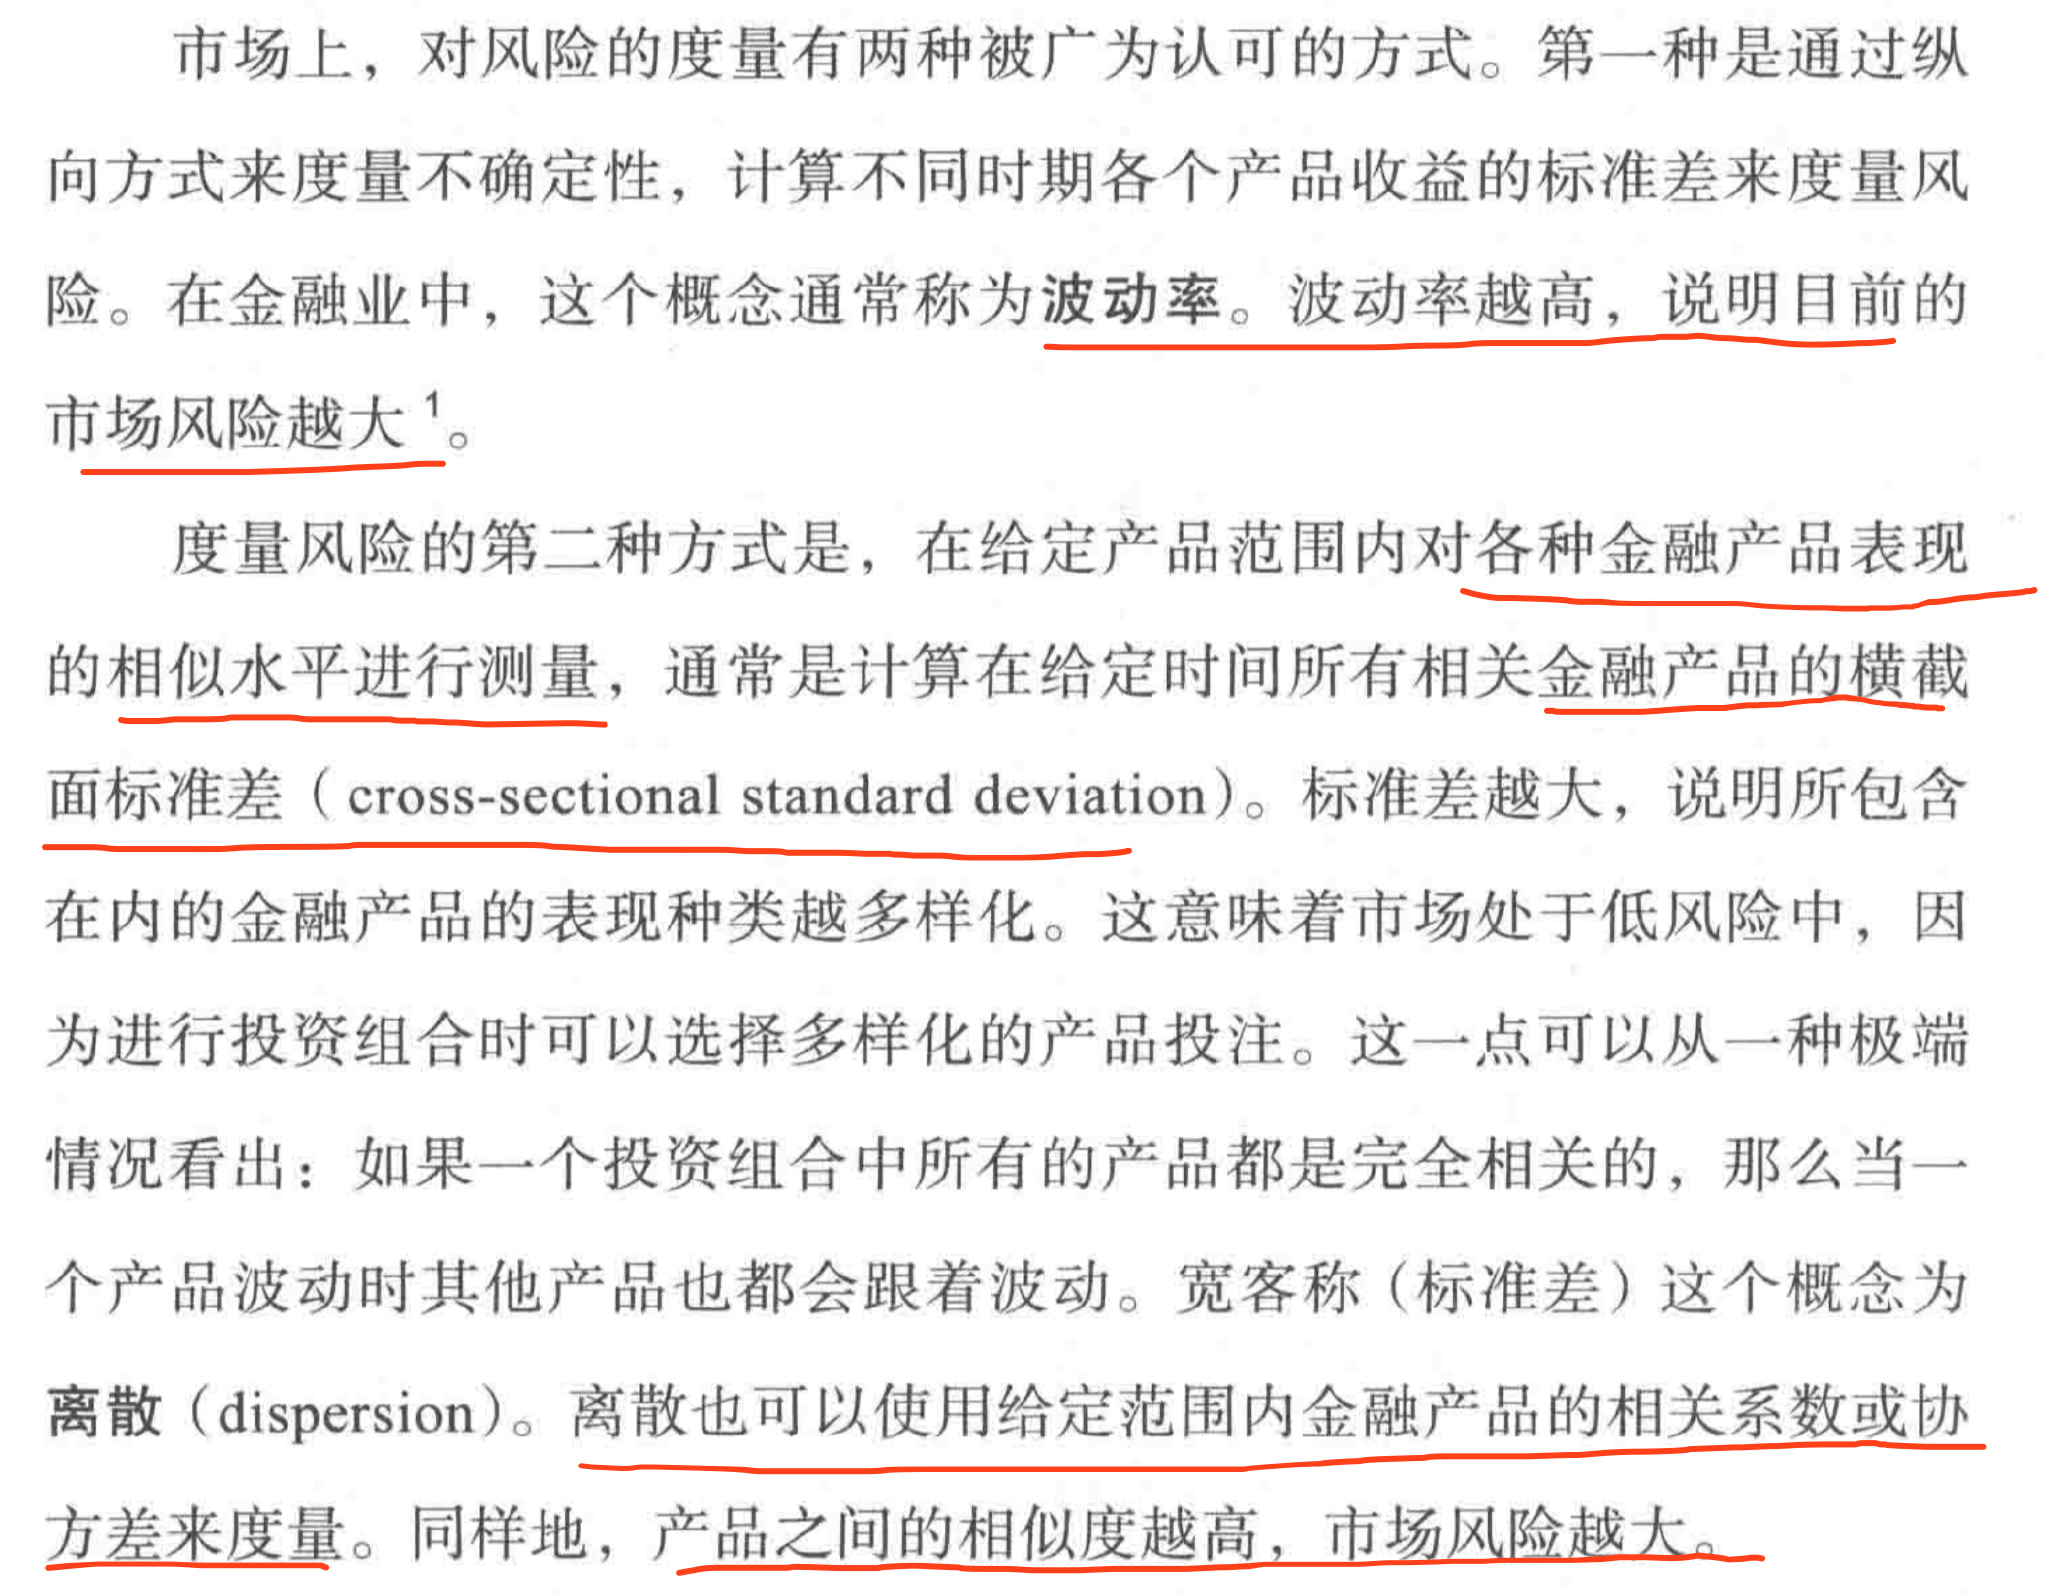 市场上，对风险的度量有两种被广为认可的方式。第一种是通过纵
向方式来度量不确定性，计算不同时期各个产品收益的标准差来度量风
险。在金融业中，这个概念通常称为波动率。波动率越高，说明目前的
市场风险越大¹。
度量风险的第二种方式是，在给定产品范围内对各种金融产品表现
的相似水平进行测量，通常是计算在给定时间所有相关金融产品的横截
面标准差（cross-sectional standard deviation）。标准差越大，说明所包含
在内的金融产品的表现种类越多样化。这意味着市场处于低风险中，因
为进行投资组合时可以选择多样化的产品投注。这一点可以从一种极端
情况看出：如果一个投资组合中所有的产品都是完全相关的，那么当一
个产品波动时其他产品也都会跟着波动。宽客称（标准差）这个概念为
离散（dispersion）。离散也可以使用给定范围内金融产品的相关系数或协
方差来度量。同样地，产品之间的相似度越高，市场风险越大。